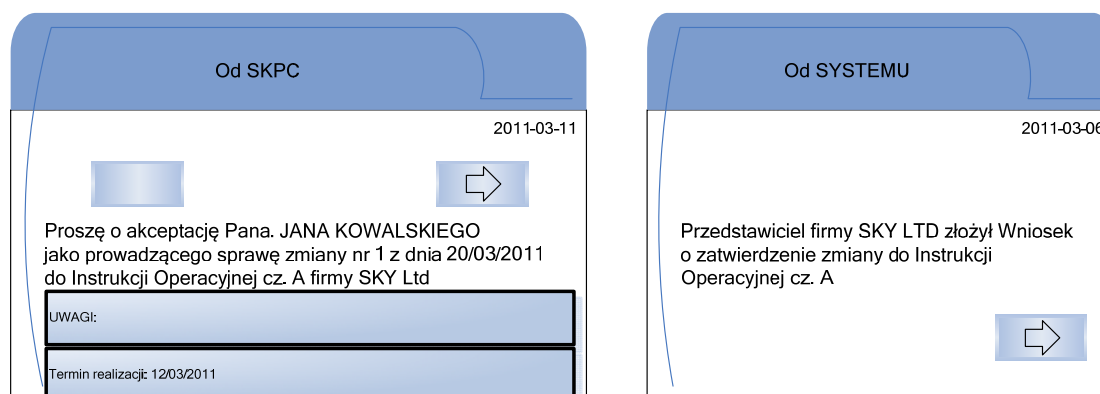 Od SKPC
2011-03-11
Proszę o akceptację Pana. JANA KOWALSKIEGO
jako prowadzącego sprawę zmiany nr 1 z dnia 20/03/2011
do Instrukcji Operacyjnej cz. A firmy SKY Ltd
UWAGI:
Termin realizacji: 12/03/2011
Od SYSTEMU
2011-03-06
Przedstawiciel firmy SKY LTD złożył Wniosek
o zatwierdzenie zmiany do Instrukcji
Operacyjnej cz. A